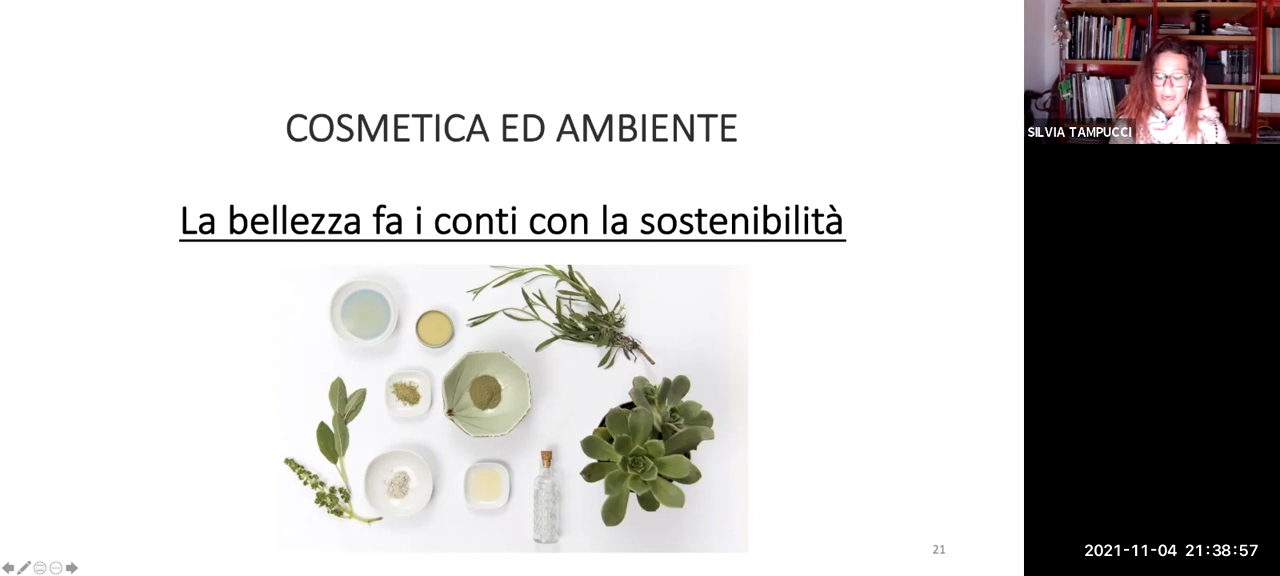 COSMETICA ED AMBIENTE
La bellezza fa i conti con la sostenibilità
21
SILVIA TAMPUCCI
2021-11-04 21:38:57